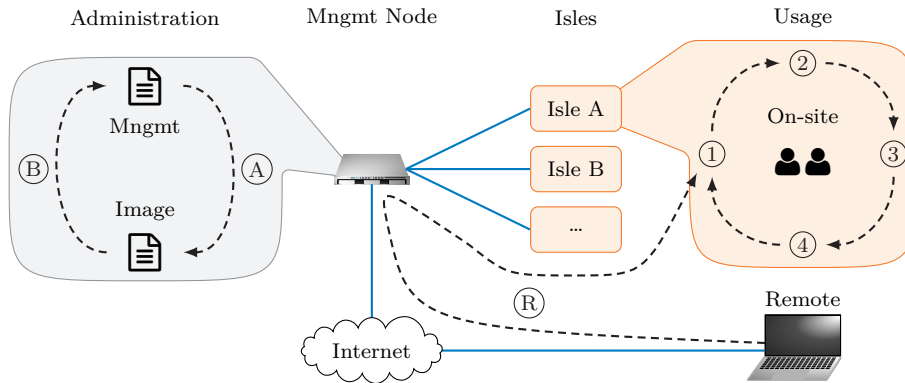 Administration
Mngmt Node
Isles
Usage
Mngmt
B
A
Image
Isle A
Isle B
...
2
On-site
1
3
4
R
Remote
Internet